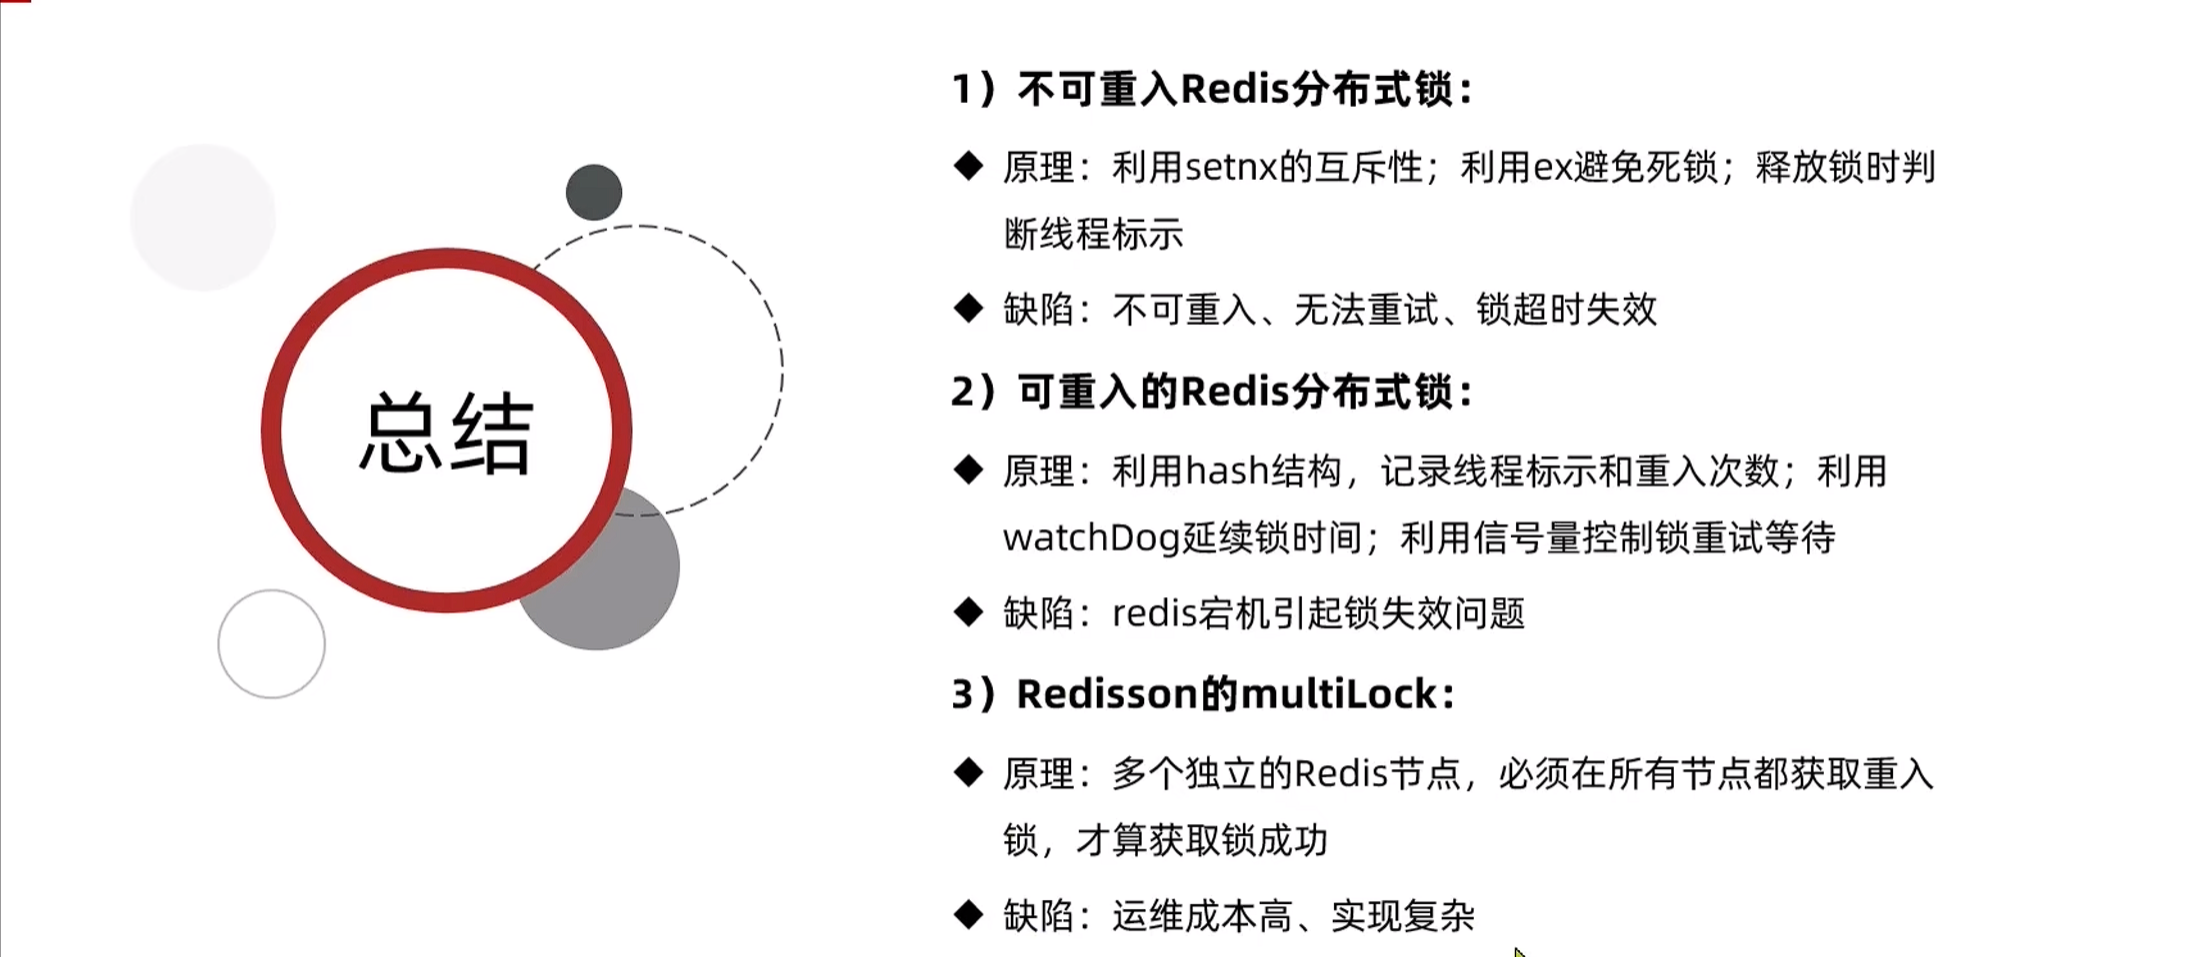 总结
1）不可重入Redis分布式锁：
◆ 原理：利用setnx的互斥性；利用ex避免死锁；释放锁时判
断线程标示
◆ 缺陷：不可重入、无法重试、锁超时失效
2）可重入的Redis分布式锁：
◆ 原理：利用hash结构，记录线程标示和重入次数；利用
watchDog延续锁时间；利用信号量控制锁重试等待
◆ 缺陷：redis宕机引起锁失效问题
3）Redisson的multiLock：
◆ 原理：多个独立的Redis节点，必须在所有节点都获取重入
锁，才算获取锁成功
◆ 缺陷：运维成本高、实现复杂